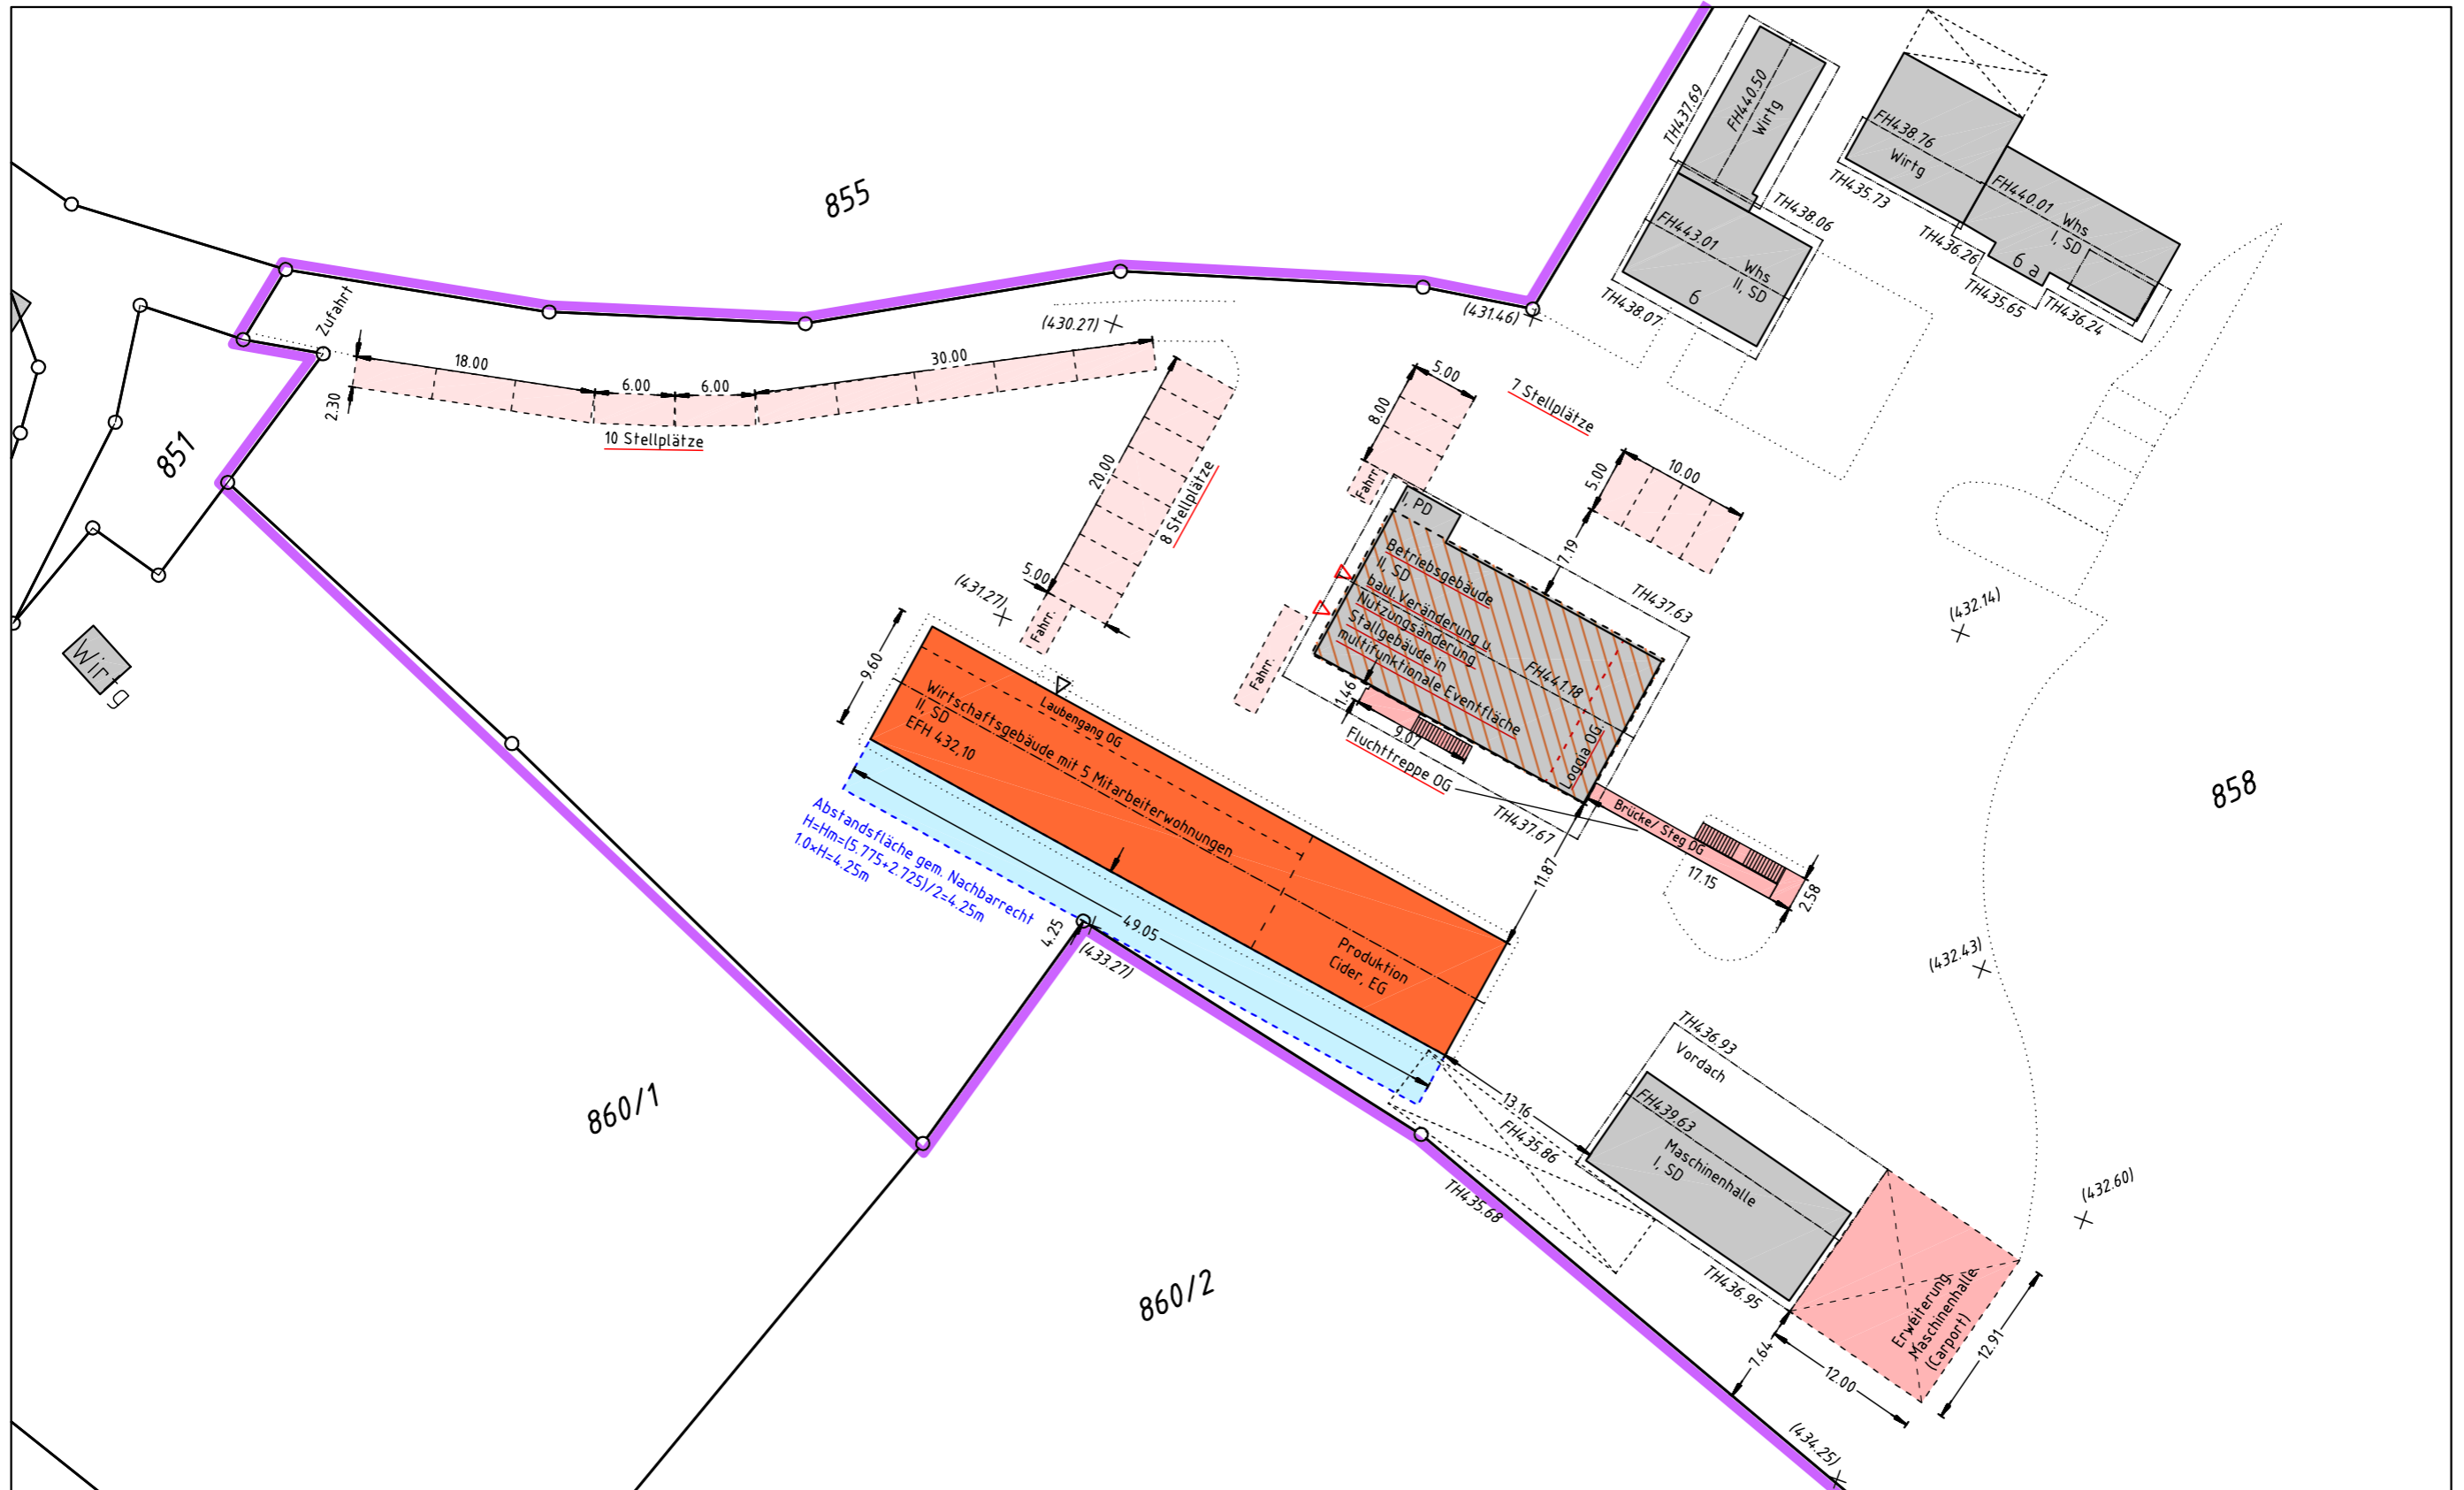 855
851
858
860/1
860/2
Zufahrt
18.00
6.00
6.00
30.00
2.30
10 Stellplätze
(430.27)
(431.46)
20.00
8 Stellplätze
5.00
Fahrr.
(431.27)
8.00
5.00
7 Stellplätze
Fahrr.
5.00
10.00
7.19
TH437.69
FH440.50
Wirtg
TH438.06
FH443.01
Whs
II, SD
6
TH438.07
FH438.76
Wirtg
TH435.73
FH440.01
Whs
I, SD
6 a
TH436.26
TH435.65
TH436.24
I, PD
Betriebsgebäude
II, SD
baul.Veränderung u.
Nutzungsänderung
Stallgebäude in
multifunktionale Eventfläche
FH441.18
TH437.63
Loggia OG
Fahrr.
1.46
9.07
Fluchttreppe OG
TH437.67
Brücke/ Steg OG
17.15
2.58
11.87
9.60
Laubengang OG
Wirtschaftsgebäude mit 5 Mitarbeiterwohnungen
II, SD
EFH 432,10
Produktion
Cider, EG
Abstandsfläche gem. Nachbarrecht
H=Hm=(5.775+2.725)/2=4.25m
1.0×H=4.25m
49.05
4.25
(433.27)
13.16
FH435.86
TH435.68
TH436.93
Vordach
FH439.63
Maschinenhalle
I, SD
TH436.95
Erweiterung
Maschinenhalle
(Carport)
7.64
12.00
12.91
(434.25)
(432.14)
(432.43)
(432.60)
Wirtg